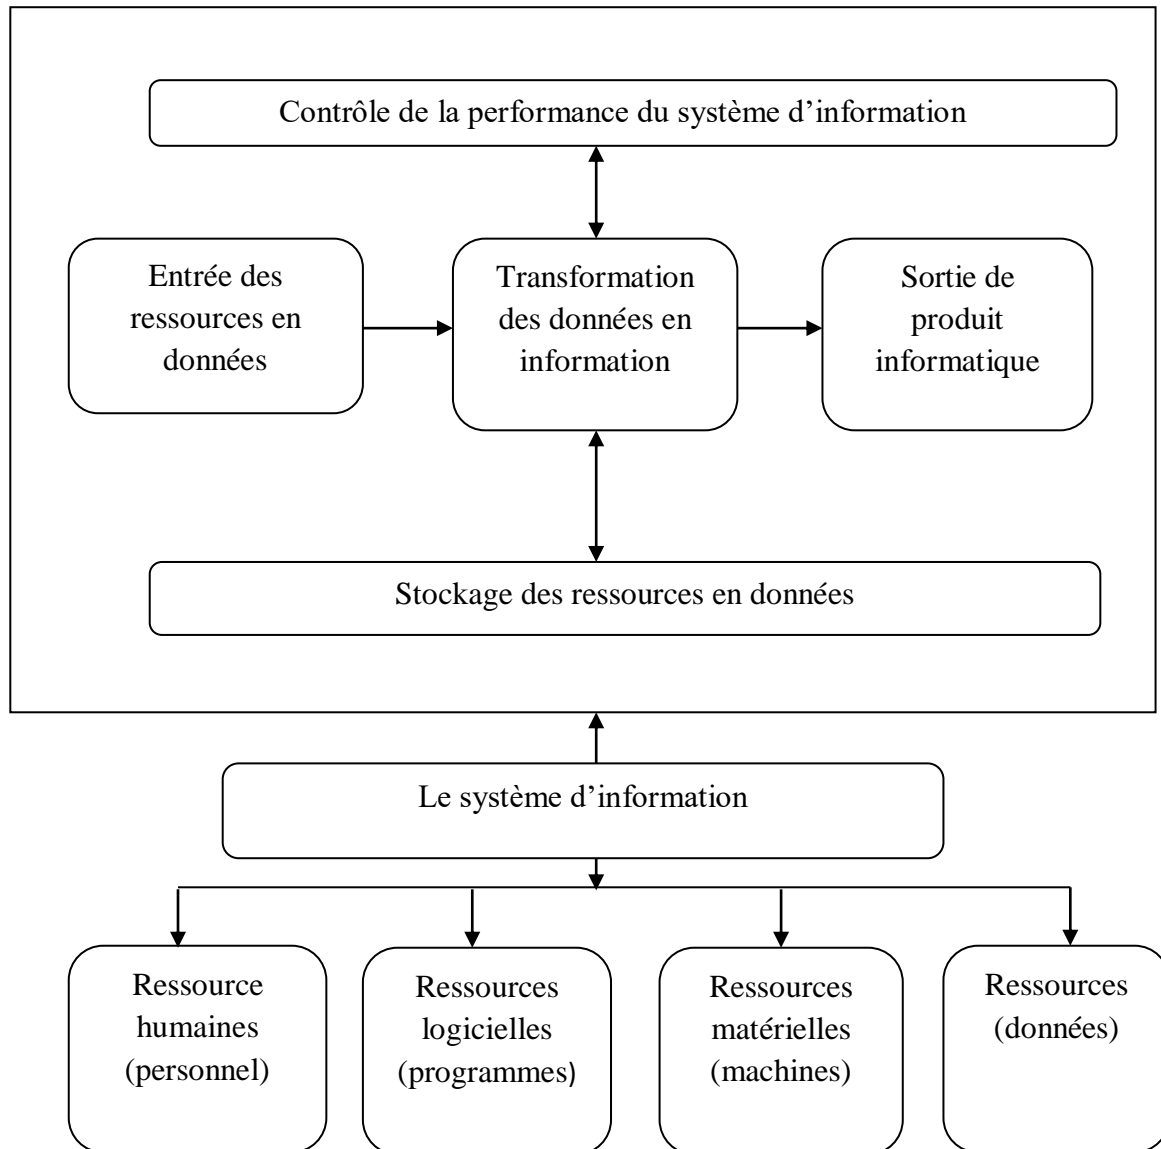 Contrôle de la performance du système d’information
Entrée des
ressources en
données
Transformation
des données en
information
Sortie de
produit
informatique
Stockage des ressources en données
Le système d’information
Ressource
humaines
(personnel)
Ressources
logicielles
(programmes)
Ressources
matérielles
(machines)
Ressources
(données)